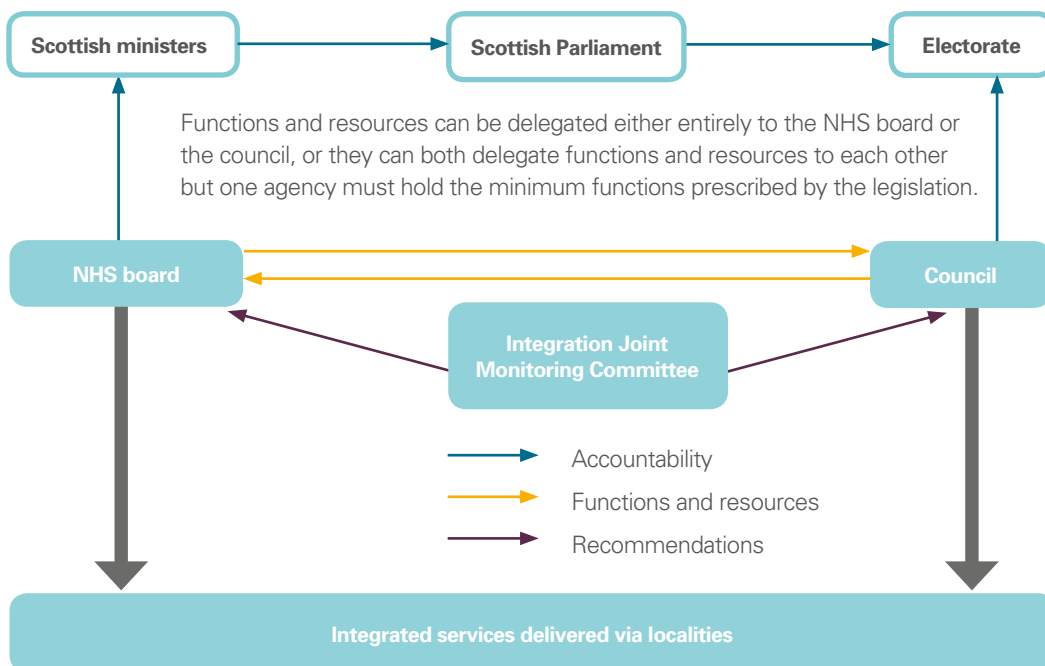 Scottish ministers
Scottish Parliament
Electorate
Functions and resources can be delegated either entirely to the NHS board or
the council, or they can both delegate functions and resources to each other
but one agency must hold the minimum functions prescribed by the legislation.
NHS board
Council
Integration Joint
Monitoring Committee
Accountability
Functions and resources
Recommendations
Integrated services delivered via localities